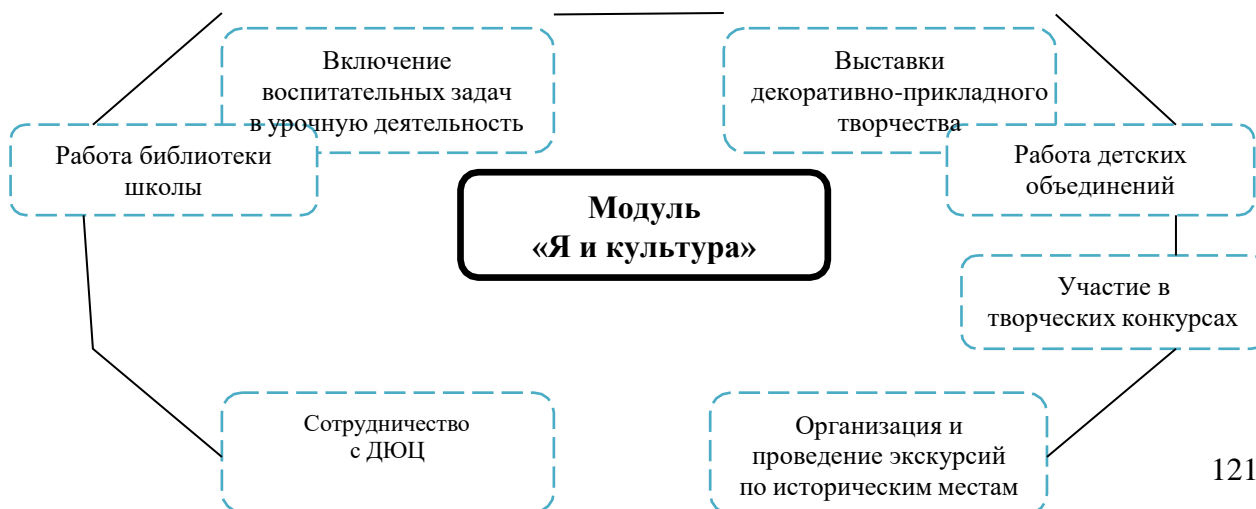 Включение
воспитательных задач
в урочную деятельность
Выставки
декоративно-прикладного
творчества
Работа библиотеки
школы
Работа детских
объединений
Модуль
«Я и культура»
Участие в
творческих конкурсах
Сотрудничество
с ДЮЦ
Организация и
проведение экскурсий
по историческим местам
121